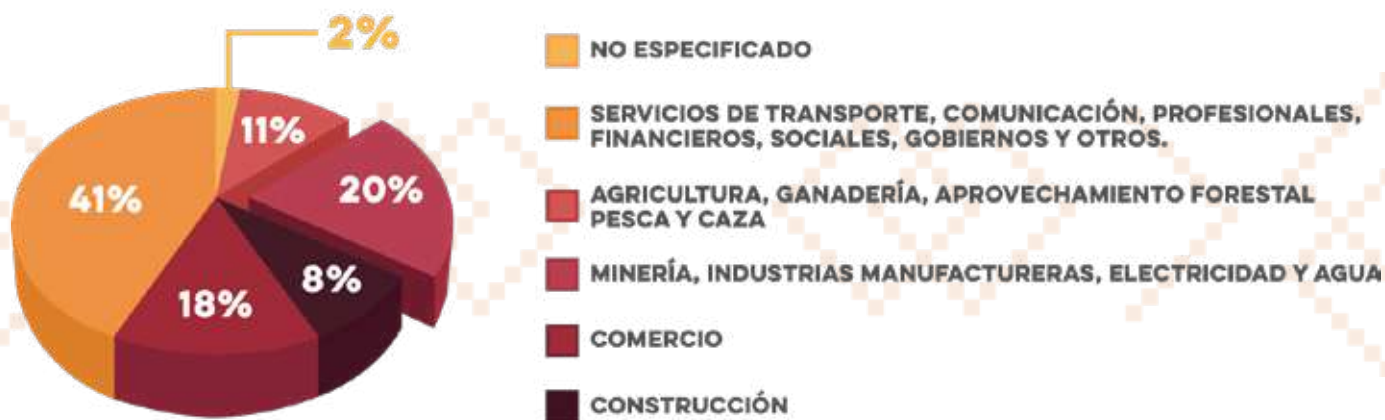 2%
11%
20%
41%
8%
18%
NO ESPECIFICADO
SERVICIOS DE TRANSPORTE, COMUNICACIÓN, PROFESIONALES,
FINANCIEROS, SOCIALES, GOBIERNOS Y OTROS.
AGRICULTURA, GANADERÍA, APROVECHAMIENTO FORESTAL
PESCA Y CAZA
MINERÍA, INDUSTRIAS MANUFACTURERAS, ELECTRICIDAD Y AGUA
COMERCIO
CONSTRUCCIÓN